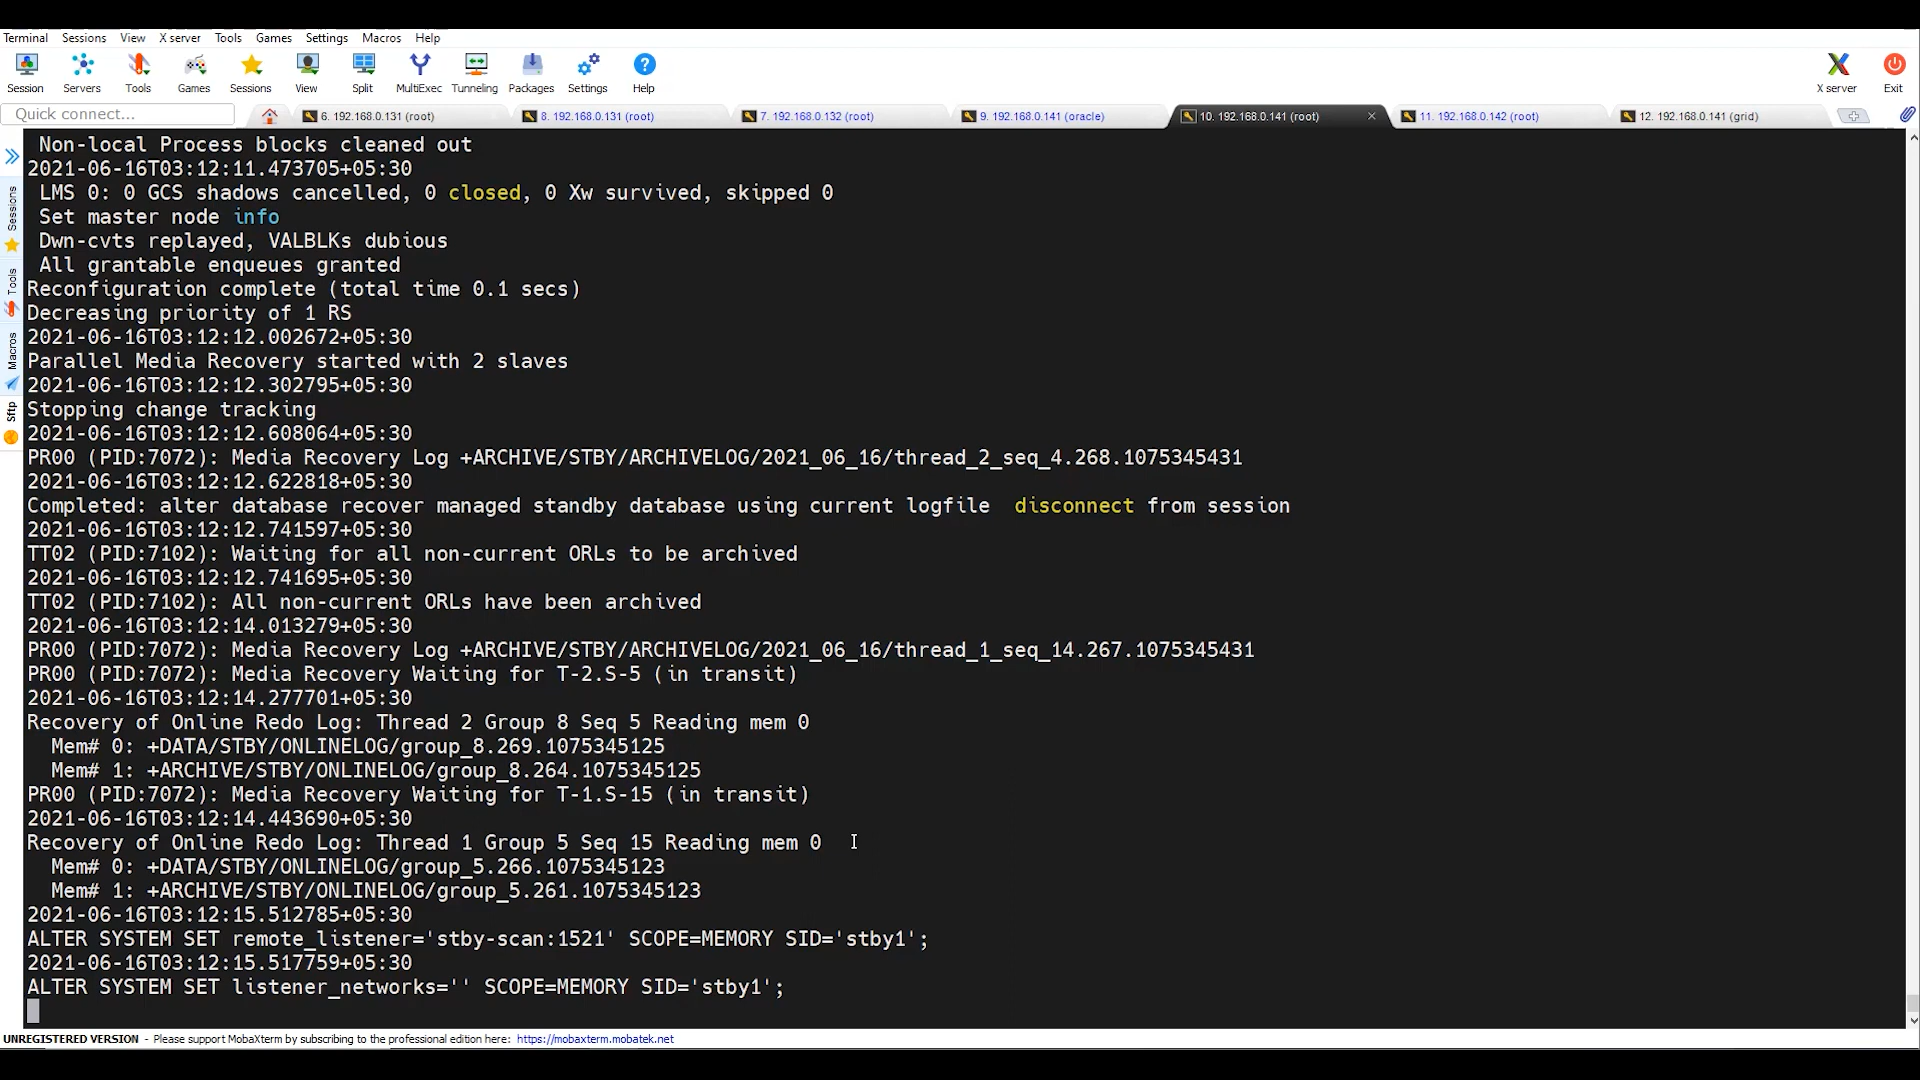 Terminal Sessions View X server Tools Games Settings Macros Help
Session Servers Tools Games Sessions View Split MultiExec Tunneling Packages Settings Help X server Exit
Quick connect... 6. 192.168.0.131 (root) 8. 192.168.0.131 (root) 7. 192.168.0.132 (root) 9. 192.168.0.141 (oracle) 10. 192.168.0.141 (root) 11. 192.168.0.142 (root) 12. 192.168.0.141 (grid)
Sessions
Tools
Macros
Sftp
Non-local Process blocks cleaned out
2021-06-16T03:12:11.473705+05:30
LMS 0: 0 GCS shadows cancelled, 0 closed, 0 Xw survived, skipped 0
Set master node info
Dwn-cvts replayed, VALBLKs dubious
All grantable enqueues granted
Reconfiguration complete (total time 0.1 secs)
Decreasing priority of 1 RS
2021-06-16T03:12:12.002672+05:30
Parallel Media Recovery started with 2 slaves
2021-06-16T03:12:12.302795+05:30
Stopping change tracking
2021-06-16T03:12:12.608064+05:30
PR00 (PID:7072): Media Recovery Log +ARCHIVE/STBY/ARCHIVELOG/2021_06_16/thread_2_seq_4.268.1075345431
2021-06-16T03:12:12.622818+05:30
Completed: alter database recover managed standby database using current logfile  disconnect from session
2021-06-16T03:12:12.741597+05:30
TT02 (PID:7102): Waiting for all non-current ORLs to be archived
2021-06-16T03:12:12.741695+05:30
TT02 (PID:7102): All non-current ORLs have been archived
2021-06-16T03:12:14.013279+05:30
PR00 (PID:7072): Media Recovery Log +ARCHIVE/STBY/ARCHIVELOG/2021_06_16/thread_1_seq_14.267.1075345431
PR00 (PID:7072): Media Recovery Waiting for T-2.S-5 (in transit)
2021-06-16T03:12:14.277701+05:30
Recovery of Online Redo Log: Thread 2 Group 8 Seq 5 Reading mem 0
Mem# 0: +DATA/STBY/ONLINELOG/group_8.269.1075345125
Mem# 1: +ARCHIVE/STBY/ONLINELOG/group_8.264.1075345125
PR00 (PID:7072): Media Recovery Waiting for T-1.S-15 (in transit)
2021-06-16T03:12:14.443690+05:30
Recovery of Online Redo Log: Thread 1 Group 5 Seq 15 Reading mem 0
Mem# 0: +DATA/STBY/ONLINELOG/group_5.266.1075345123
Mem# 1: +ARCHIVE/STBY/ONLINELOG/group_5.261.1075345123
2021-06-16T03:12:15.512785+05:30
ALTER SYSTEM SET remote_listener='stby-scan:1521' SCOPE=MEMORY SID='stby1';
2021-06-16T03:12:15.517759+05:30
ALTER SYSTEM SET listener_networks='' SCOPE=MEMORY SID='stby1';
UNREGISTERED VERSION - Please support MobaXterm by subscribing to the professional edition here: https://mobaxterm.mobatek.net